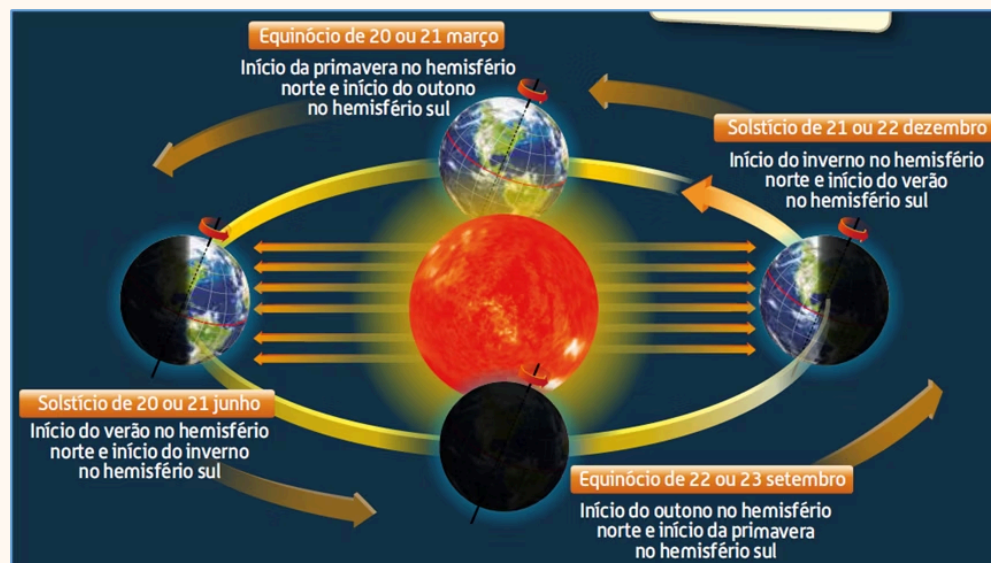 Equinócio de 20 ou 21 março
Início da primavera no hemisfério
norte e início do outono
no hemisfério sul
Solstício de 21 ou 22 dezembro
Início do inverno no hemisfério
norte e início do verão
no hemisfério sul
Solstício de 20 ou 21 junho
Início do verão no hemisfério
norte e início do inverno
no hemisfério sul
Equinócio de 22 ou 23 setembro
Início do outono no hemisfério
norte e início da primavera
no hemisfério sul